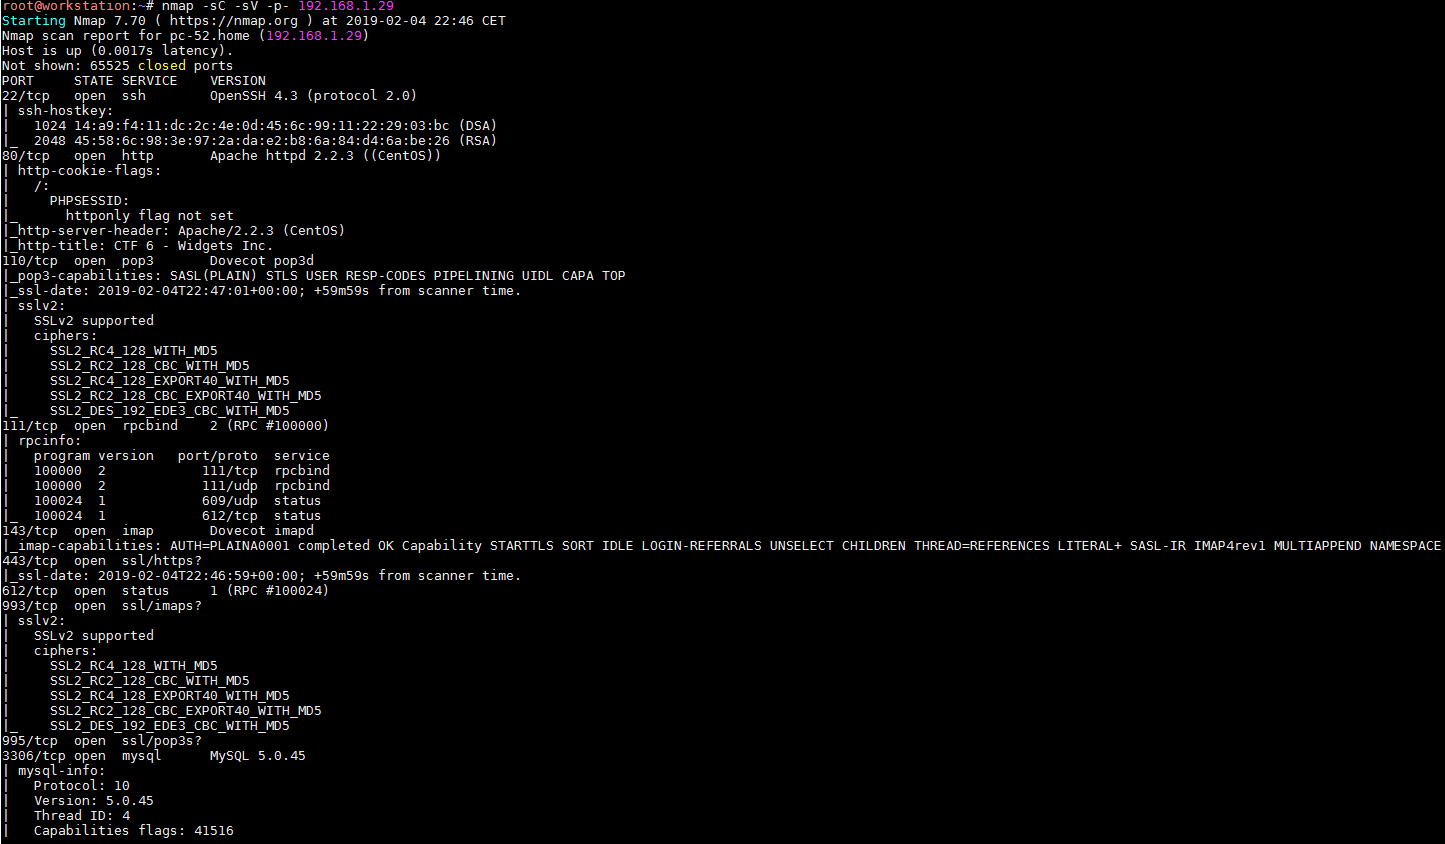 root@workstation:~# nmap -sC -sV -p- 192.168.1.29
Starting Nmap 7.70 ( https://nmap.org ) at 2019-02-04 22:46 CET
Nmap scan report for pc-52.home (192.168.1.29)
Host is up (0.0017s latency).
Not shown: 65525 closed ports
PORT     STATE SERVICE    VERSION
22/tcp   open  ssh        OpenSSH 4.3 (protocol 2.0)
| ssh-hostkey:
|   1024 14:a9:f4:11:dc:2c:4e:0d:45:6c:99:11:22:29:03:bc (DSA)
|_  2048 45:58:6c:98:3e:97:2a:da:e2:b8:6a:84:d4:6a:be:26 (RSA)
80/tcp   open  http       Apache httpd 2.2.3 ((CentOS))
| http-cookie-flags:
|   /:
|     PHPSESSID:
|_      httponly flag not set
|_http-server-header: Apache/2.2.3 (CentOS)
|_http-title: CTF 6 - Widgets Inc.
110/tcp  open  pop3       Dovecot pop3d
|_pop3-capabilities: SASL(PLAIN) STLS USER RESP-CODES PIPELINING UIDL CAPA TOP
|_ssl-date: 2019-02-04T22:47:01+00:00; +59m59s from scanner time.
| sslv2:
|   SSLv2 supported
|   ciphers:
|     SSL2_RC4_128_WITH_MD5
|     SSL2_RC2_128_CBC_WITH_MD5
|     SSL2_RC4_128_EXPORT40_WITH_MD5
|     SSL2_RC2_128_CBC_EXPORT40_WITH_MD5
|_    SSL2_DES_192_EDE3_CBC_WITH_MD5
111/tcp  open  rpcbind    2 (RPC #100000)
| rpcinfo:
|   program version   port/proto  service
|   100000  2            111/tcp  rpcbind
|   100000  2            111/udp  rpcbind
|   100024  1            609/udp  status
|_  100024  1            612/tcp  status
143/tcp  open  imap       Dovecot imapd
|_imap-capabilities: AUTH=PLAINA0001 completed OK Capability STARTTLS SORT IDLE LOGIN-REFERRALS UNSELECT CHILDREN THREAD=REFERENCES LITERAL+ SASL-IR IMAP4rev1 MULTIAPPEND NAMESPACE
443/tcp  open  ssl/https?
|_ssl-date: 2019-02-04T22:46:59+00:00; +59m59s from scanner time.
612/tcp  open  status     1 (RPC #100024)
993/tcp  open  ssl/imaps?
| sslv2:
|   SSLv2 supported
|   ciphers:
|     SSL2_RC4_128_WITH_MD5
|     SSL2_RC2_128_CBC_WITH_MD5
|     SSL2_RC4_128_EXPORT40_WITH_MD5
|     SSL2_RC2_128_CBC_EXPORT40_WITH_MD5
|_    SSL2_DES_192_EDE3_CBC_WITH_MD5
995/tcp  open  ssl/pop3s?
3306/tcp open  mysql      MySQL 5.0.45
| mysql-info:
|   Protocol: 10
|   Version: 5.0.45
|   Thread ID: 4
|   Capabilities flags: 41516